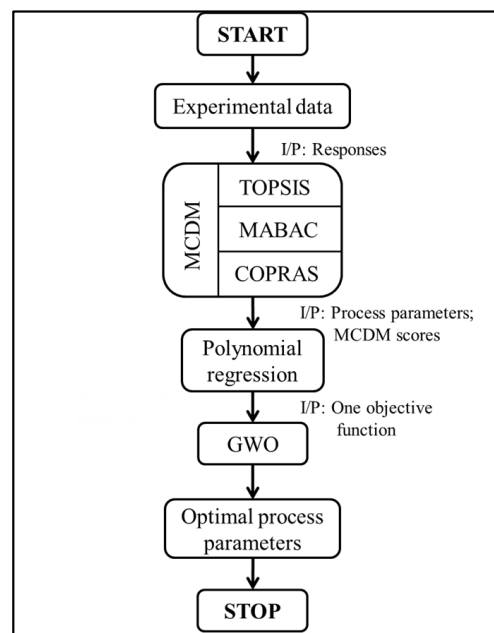 START
Experimental data
I/P: Responses
MCDM
TOPSIS
MABAC
COPRAS
I/P: Process parameters;
MCDM scores
Polynomial
regression
I/P: One objective
function
GWO
Optimal process
parameters
STOP